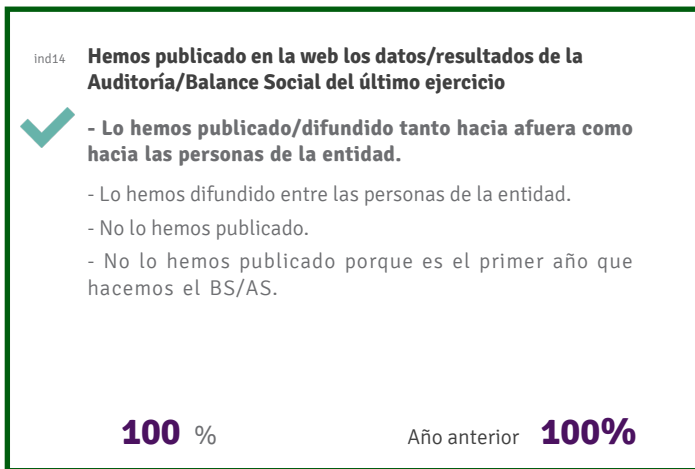 ind14 Hemos publicado en la web los datos/resultados de la
Auditoría/Balance Social del último ejercicio
- Lo hemos publicado/difundido tanto hacia afuera como
hacia las personas de la entidad.
- Lo hemos difundido entre las personas de la entidad.
- No lo hemos publicado.
- No lo hemos publicado porque es el primer año que
hacemos el BS/AS.
100 % Año anterior 100%